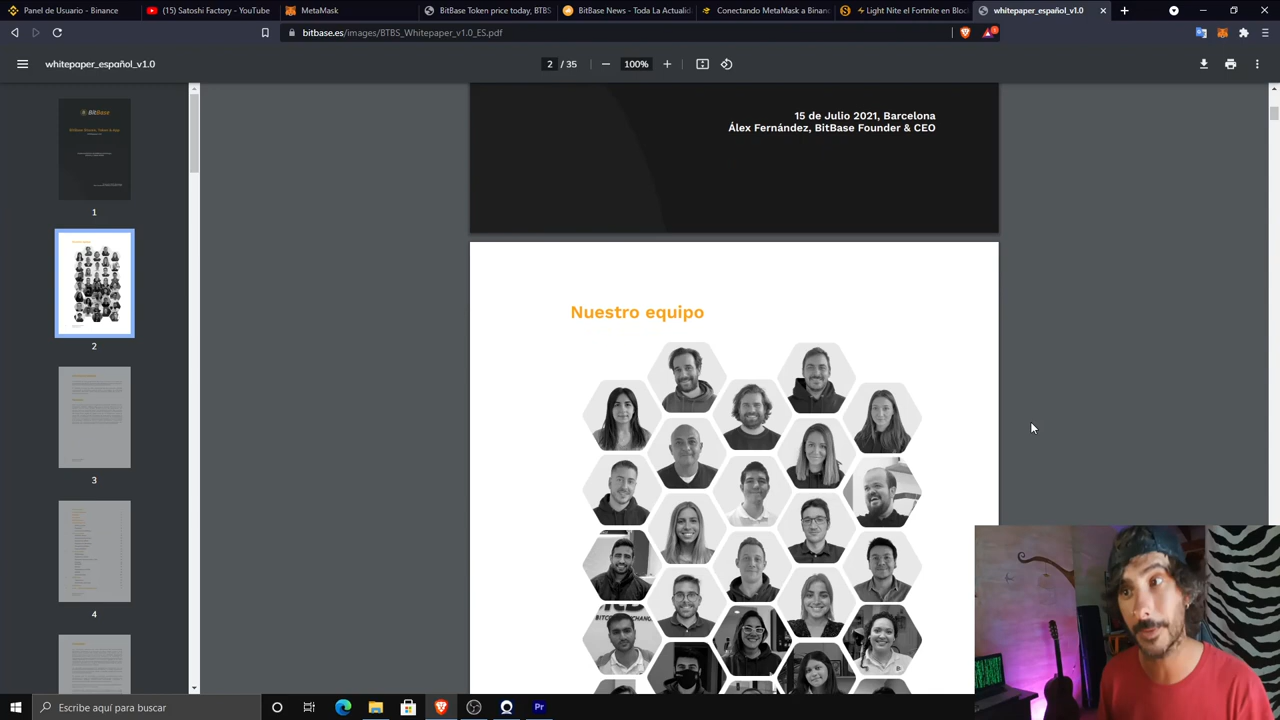 Panel de Usuario - Binance
(15) Satoshi Factory - YouTube
MetaMask
BitBase Token price today, BTBS
BitBase News - Toda La Actualid
Conectando MetaMask a Binanc
⚡Light Nite el Fortnite en Bloc
whitepaper_español_v1.0
bitbase.es/images/BTBS_Whitepaper_v1.0_ES.pdf
whitepaper_español_v1.0
2 / 35
100%
BitBase
1
2
3
4
15 de Julio 2021, Barcelona
Álex Fernández, BitBase Founder & CEO
Nuestro equipo
Escribe aquí para buscar
Pr